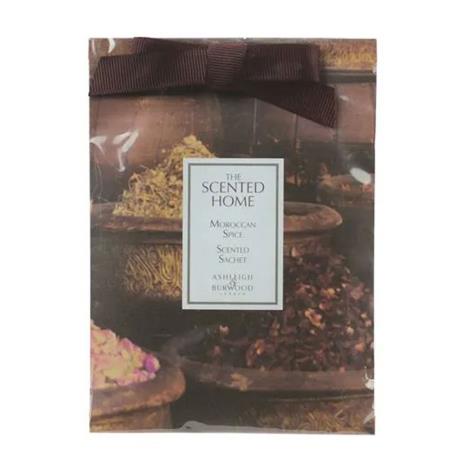 THE
SCENTED
HOME
MOROCCAN
SPICE
SCENTED
SACHET
ASHLEIGH
&
BURWOOD
LONDON